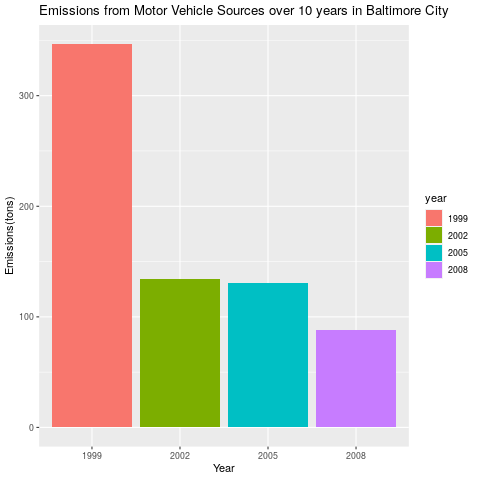 Emissions from Motor Vehicle Sources over 10 years in Baltimore City
300
200
100
0
Emissions(tons)
1999 2002 2005 2008
Year
year
1999
2002
2005
2008